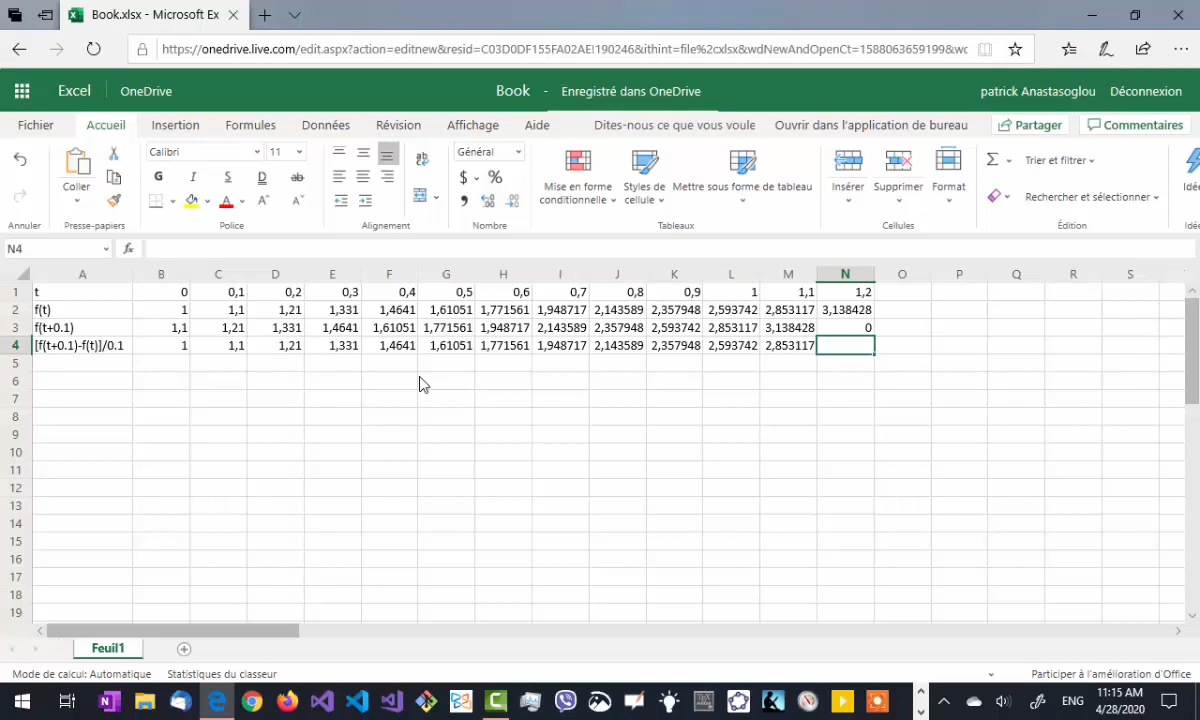 Book.xlsx - Microsoft Ex
https://onedrive.live.com/edit.aspx?action=editnew&resid=C03D0DF155FA02AE!190246&ithint=file%2cxlsx&wdNewAndOpenCt=1588063659199&wc
Excel OneDrive Book - Enregistré dans OneDrive patrick Anastasoglou Déconnexion
Fichier Accueil Insertion Formules Données Révision Affichage Aide Dites-nous ce que vous voule Ouvrir dans l'application de bureau Partager Commentaires
Calibri 11 Général
Coller G I S D ab $ % Mise en forme conditionnelle Styles de cellule Mettre sous forme de tableau Insérer Supprimer Format Σ Trier et filtrer Rechercher et sélectionner Idée
Annuler Presse-papiers Police Alignement Nombre Tableaux Cellules Édition Idée
N4 fx
A B C D E F G H I J K L M N O P Q R S
1 t 0 0,1 0,2 0,3 0,4 0,5 0,6 0,7 0,8 0,9 1 1,1 1,2
2 f(t) 1 1,1 1,21 1,331 1,4641 1,61051 1,771561 1,948717 2,143589 2,357948 2,593742 2,853117 3,138428
3 f(t+0.1) 1,1 1,21 1,331 1,4641 1,61051 1,771561 1,948717 2,143589 2,357948 2,593742 2,853117 3,138428 0
4 [f(t+0.1)-f(t)]/0.1 1 1,1 1,21 1,331 1,4641 1,61051 1,771561 1,948717 2,143589 2,357948 2,593742 2,853117
5
6
7
8
9
10
11
12
13
14
15
16
17
18
19
Feuil1
Mode de calcul: Automatique Statistiques du classeur Participer à l'amélioration d'Office
ENG 11:15 AM
4/28/2020